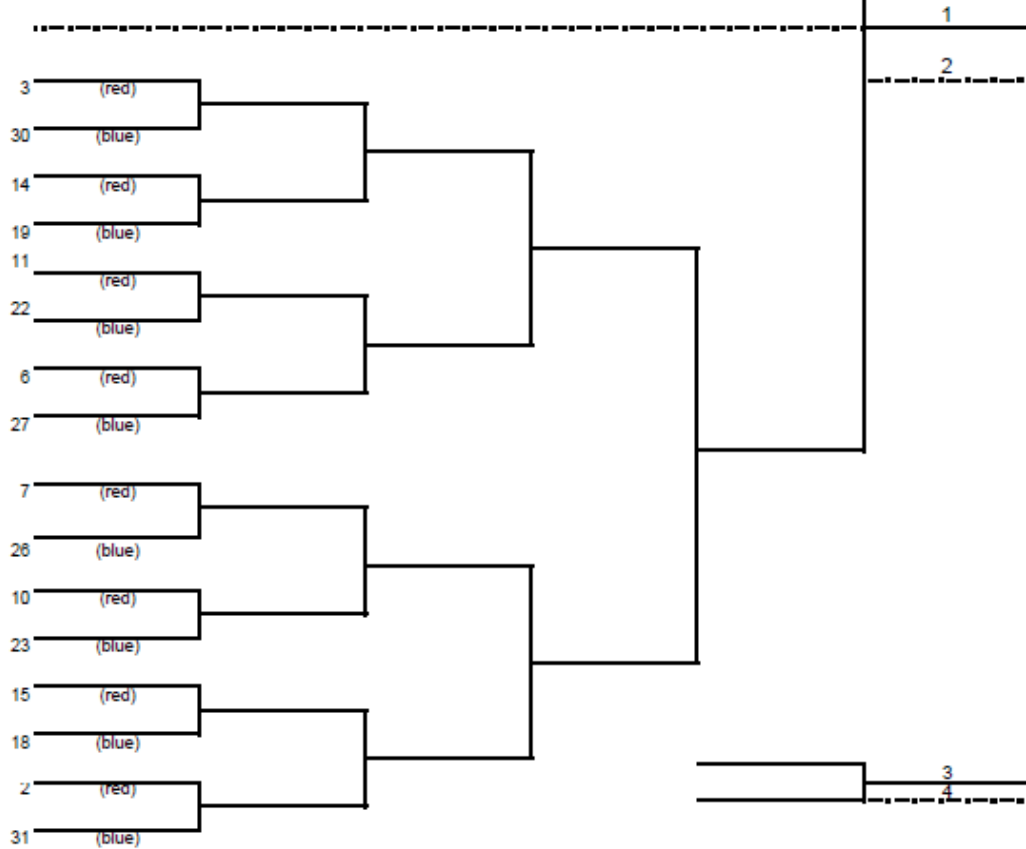 1
2
3 (red)
30 (blue)
14 (red)
19 (blue)
11 (red)
22 (blue)
6 (red)
27 (blue)
7 (red)
26 (blue)
10 (red)
23 (blue)
15 (red)
18 (blue)
3
2 (red)
4
31 (blue)